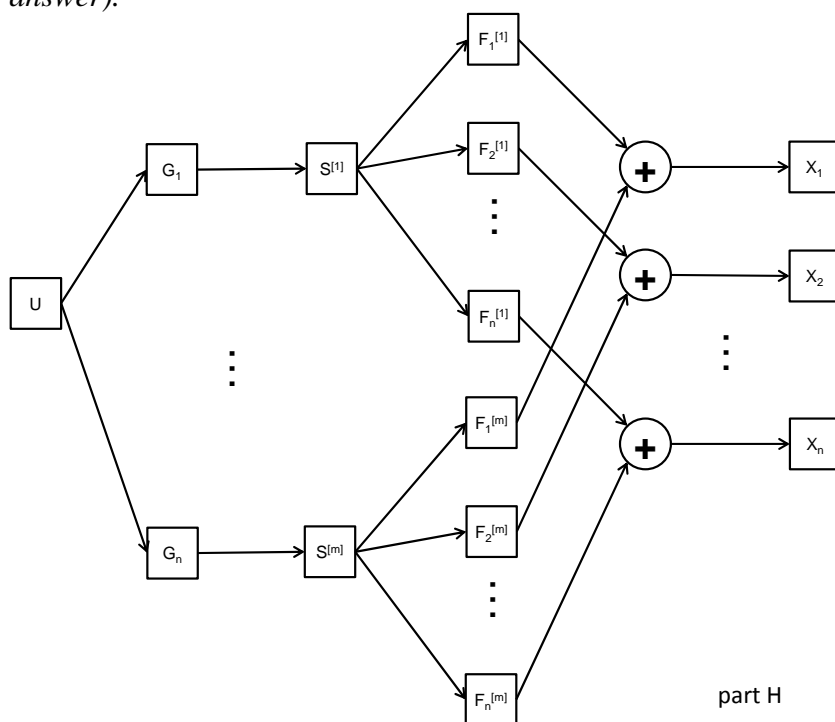 answer).
F₁[1]
G₁
S[1]
F₂[1]
+
X₁
⋮
U
+
X₂
Fₙ[1]
⋮
⋮
F₁[m]
+
Xₙ
Gₙ
S[m]
F₂[m]
⋮
Fₙ[m]
part H